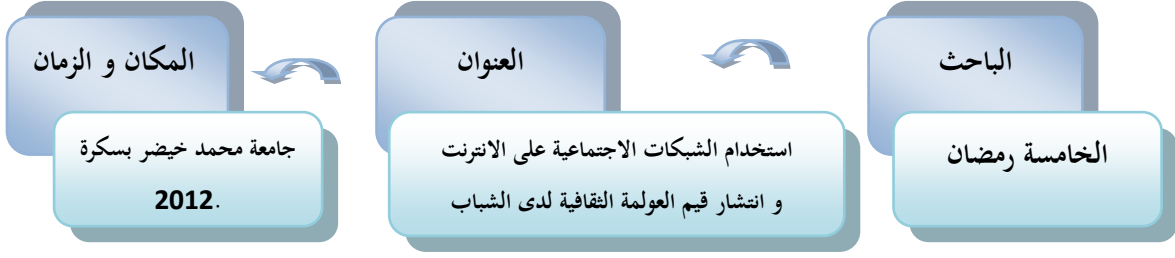 الباحث
الخامسة رمضان
العنوان
استخدام الشبكات الاجتماعية على الانترنت
و انتشار قيم العولمة الثقافية لدى الشباب
المكان و الزمان
جامعة محمد خيضر بسكرة
2012.